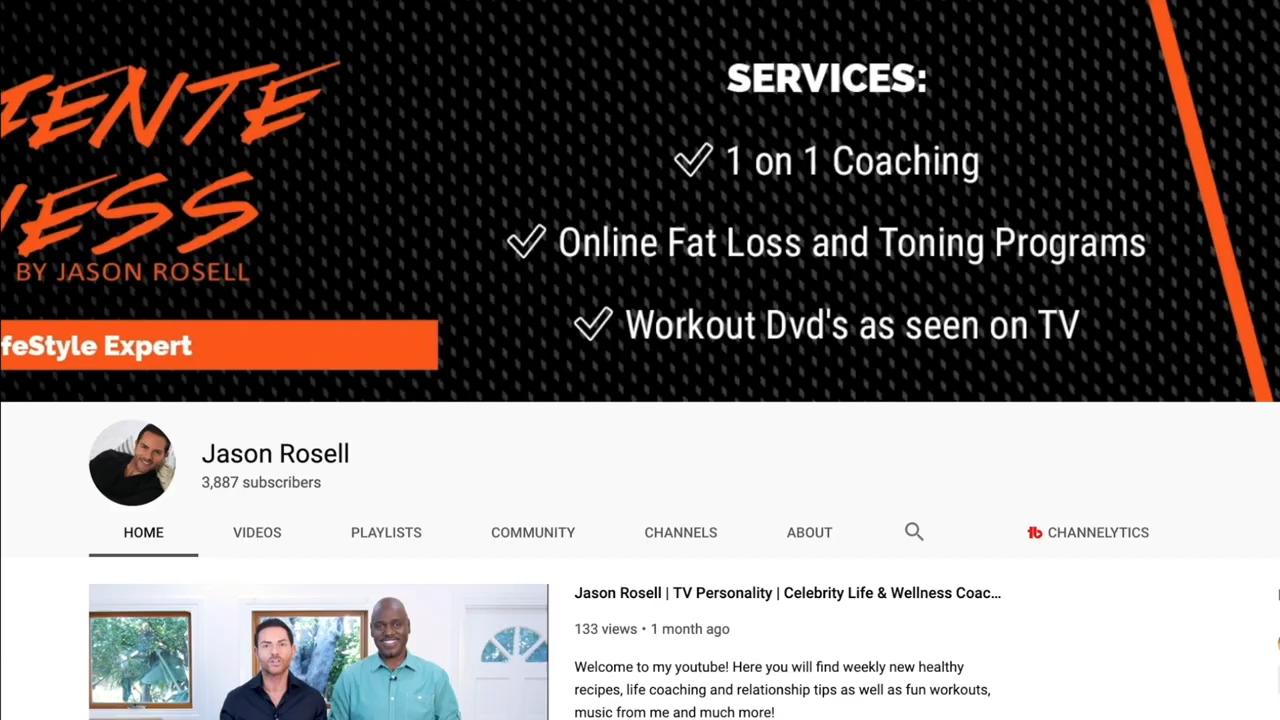 IENTE
NESS
BY JASON ROSELL
feStyle Expert
SERVICES:
1 on 1 Coaching
Online Fat Loss and Toning Programs
Workout Dvd's as seen on TV
Jason Rosell
3,887 subscribers
HOME VIDEOS PLAYLISTS COMMUNITY CHANNELS ABOUT CHANNELYTICS
Jason Rosell | TV Personality | Celebrity Life & Wellness Coac...
133 views • 1 month ago
Welcome to my youtube! Here you will find weekly new healthy
recipes, life coaching and relationship tips as well as fun workouts,
music from me and much more!